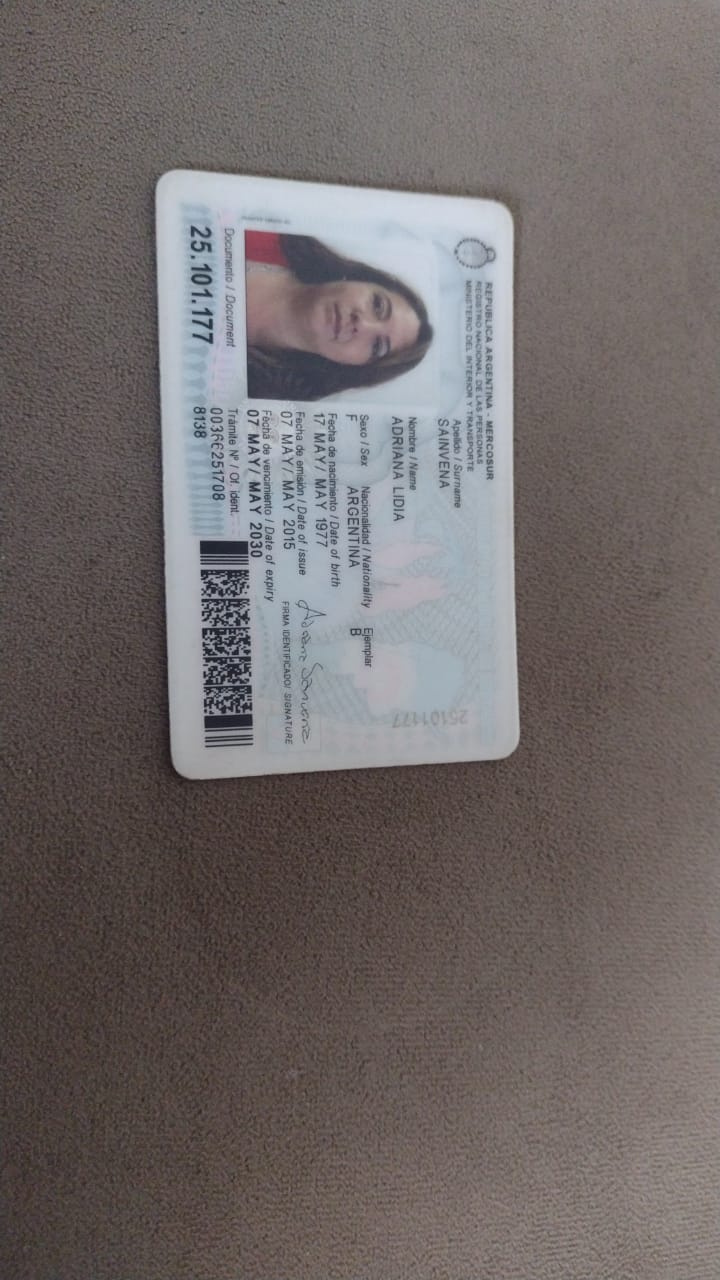 REPUBLICA ARGENTINA - MERCOSUR
REGISTRO NACIONAL DE LAS PERSONAS
MINISTERIO DEL INTERIOR Y TRANSPORTE
Apellido / Surname
SAINVENA
Nombre / Name
ADRIANA LIDIA
Sexo / Sex Nacionalidad / Nationality Ejemplar
F ARGENTINA B
Fecha de nacimiento / Date of birth
17 MAY/ MAY 1977
Fecha de emisión / Date of issue
07 MAY/ MAY 2015
Fecha de vencimiento / Date of expiry
07 MAY/ MAY 2030
FIRMA IDENTIFICADO/ SIGNATURE
Documento / Document
25.101.177
Trámite Nº / Of. ident.
8138
25101177